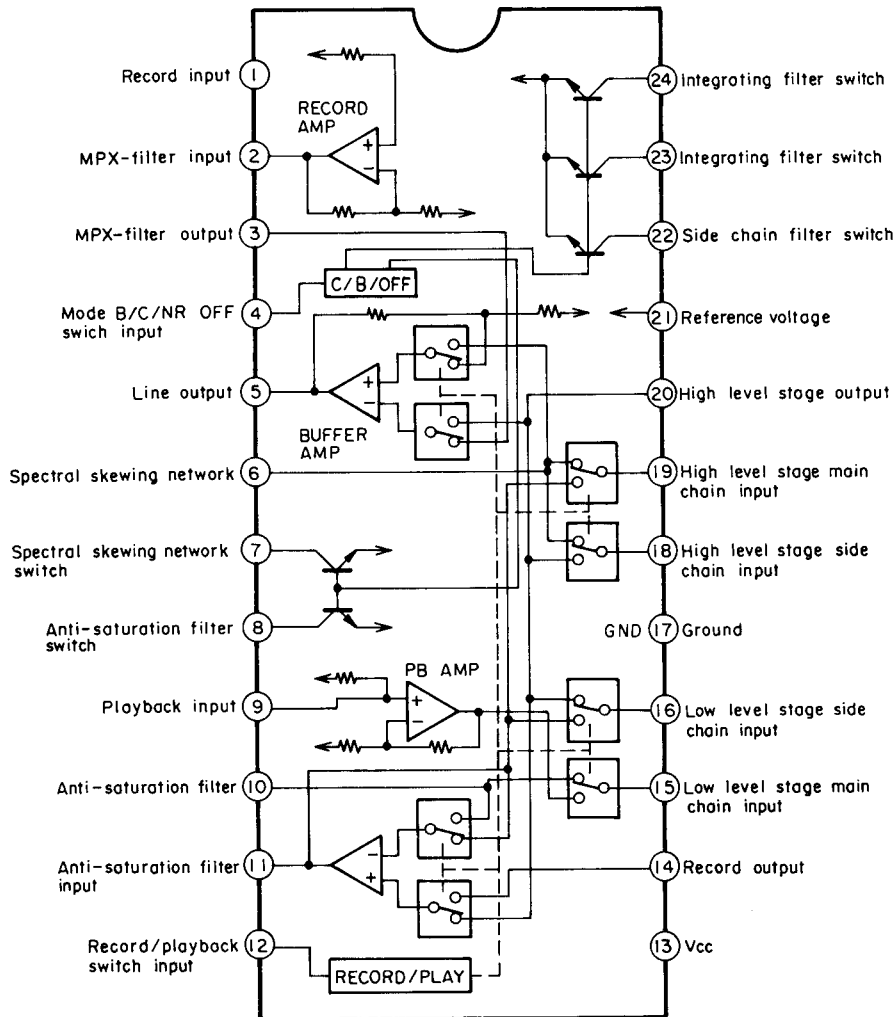 Record input
1
MPX-filter input
2
MPX-filter output
3
Mode B/C/NR OFF
swich input
4
Line output
5
Spectral skewing network
6
Spectral skewing network
switch
7
Anti-saturation filter
switch
8
Playback input
9
Anti-saturation filter
10
Anti-saturation filter
input
11
Record/playback
switch input
12
RECORD
AMP
+
−
C/B/OFF
+
−
BUFFER
AMP
PB AMP
+
−
−
+
RECORD/PLAY
24
Integrating filter switch
23
Integrating filter switch
22
Side chain filter switch
21
Reference voltage
20
High level stage output
19
High level stage main
chain input
18
High level stage side
chain input
GND
17
Ground
16
Low level stage side
chain input
15
Low level stage main
chain input
14
Record output
13
Vcc